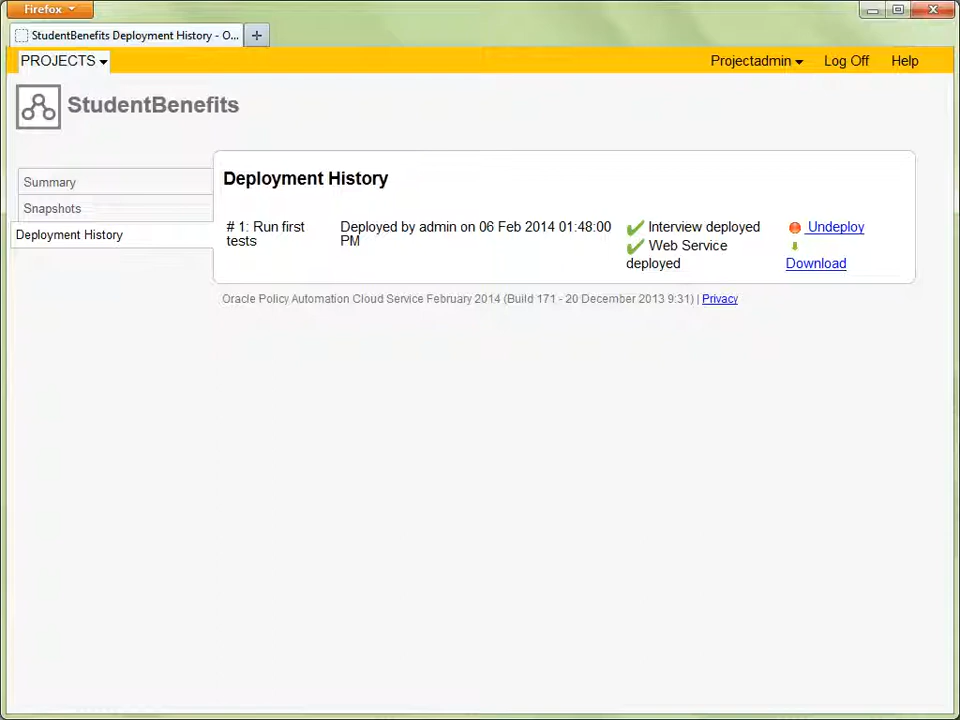 Firefox
StudentBenefits Deployment History - O...
PROJECTS
Projectadmin Log Off Help
StudentBenefits
Summary
Snapshots
Deployment History
Deployment History
# 1: Run first
tests
Deployed by admin on 06 Feb 2014 01:48:00
PM
Interview deployed
Web Service
deployed
Undeploy
Download
Oracle Policy Automation Cloud Service February 2014 (Build 171 - 20 December 2013 9:31) | Privacy